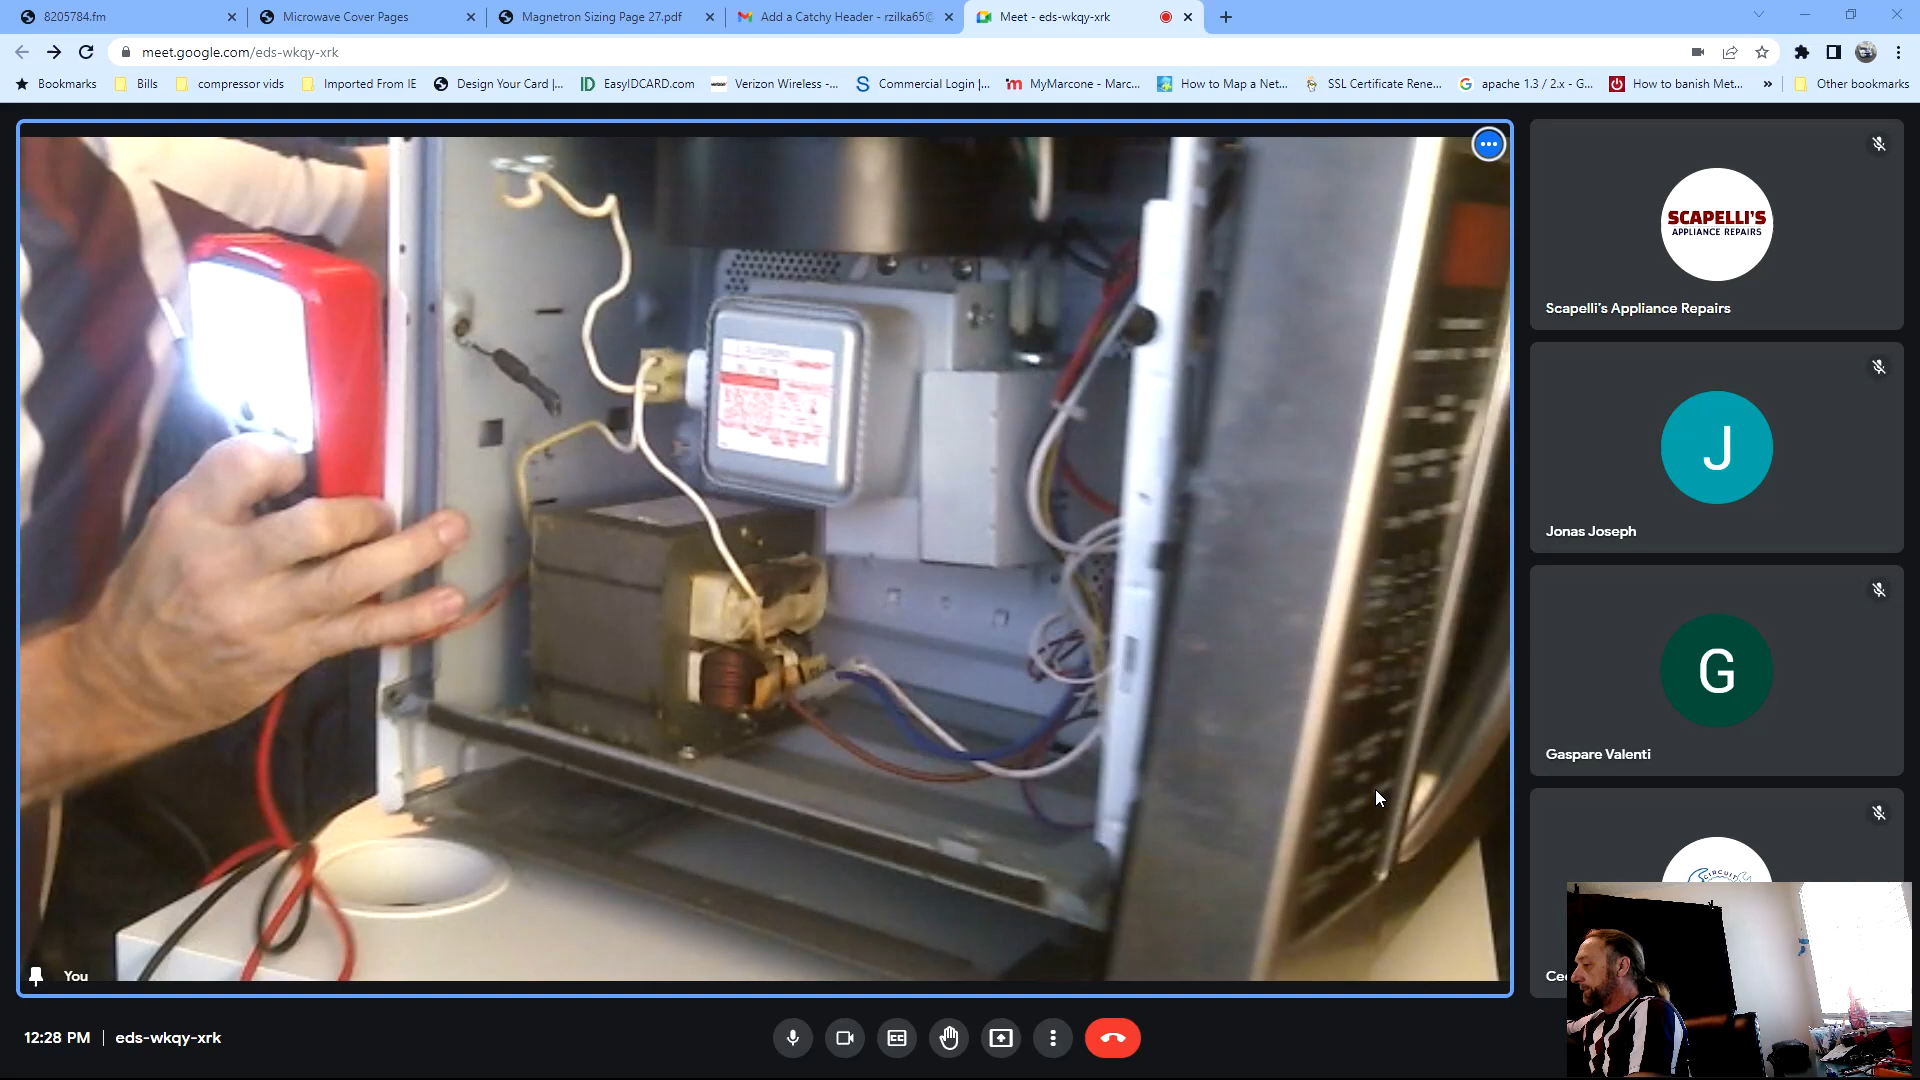 8205784.fm
Microwave Cover Pages
Magnetron Sizing Page 27.pdf
Add a Catchy Header - rzilka65@
Meet - eds-wkqy-xrk
meet.google.com/eds-wkqy-xrk
Bookmarks
Bills
compressor vids
Imported From IE
Design Your Card |...
EasyIDCARD.com
Verizon Wireless -...
Commercial Login |...
MyMarcone - Marc...
How to Map a Net...
SSL Certificate Rene...
apache 1.3 / 2.x - G...
How to banish Met...
Other bookmarks
SCAPELLI'S
APPLIANCE REPAIRS
Scapelli's Appliance Repairs
J
Jonas Joseph
G
Gaspare Valenti
CIRCUIT
You
12:28 PM
eds-wkqy-xrk